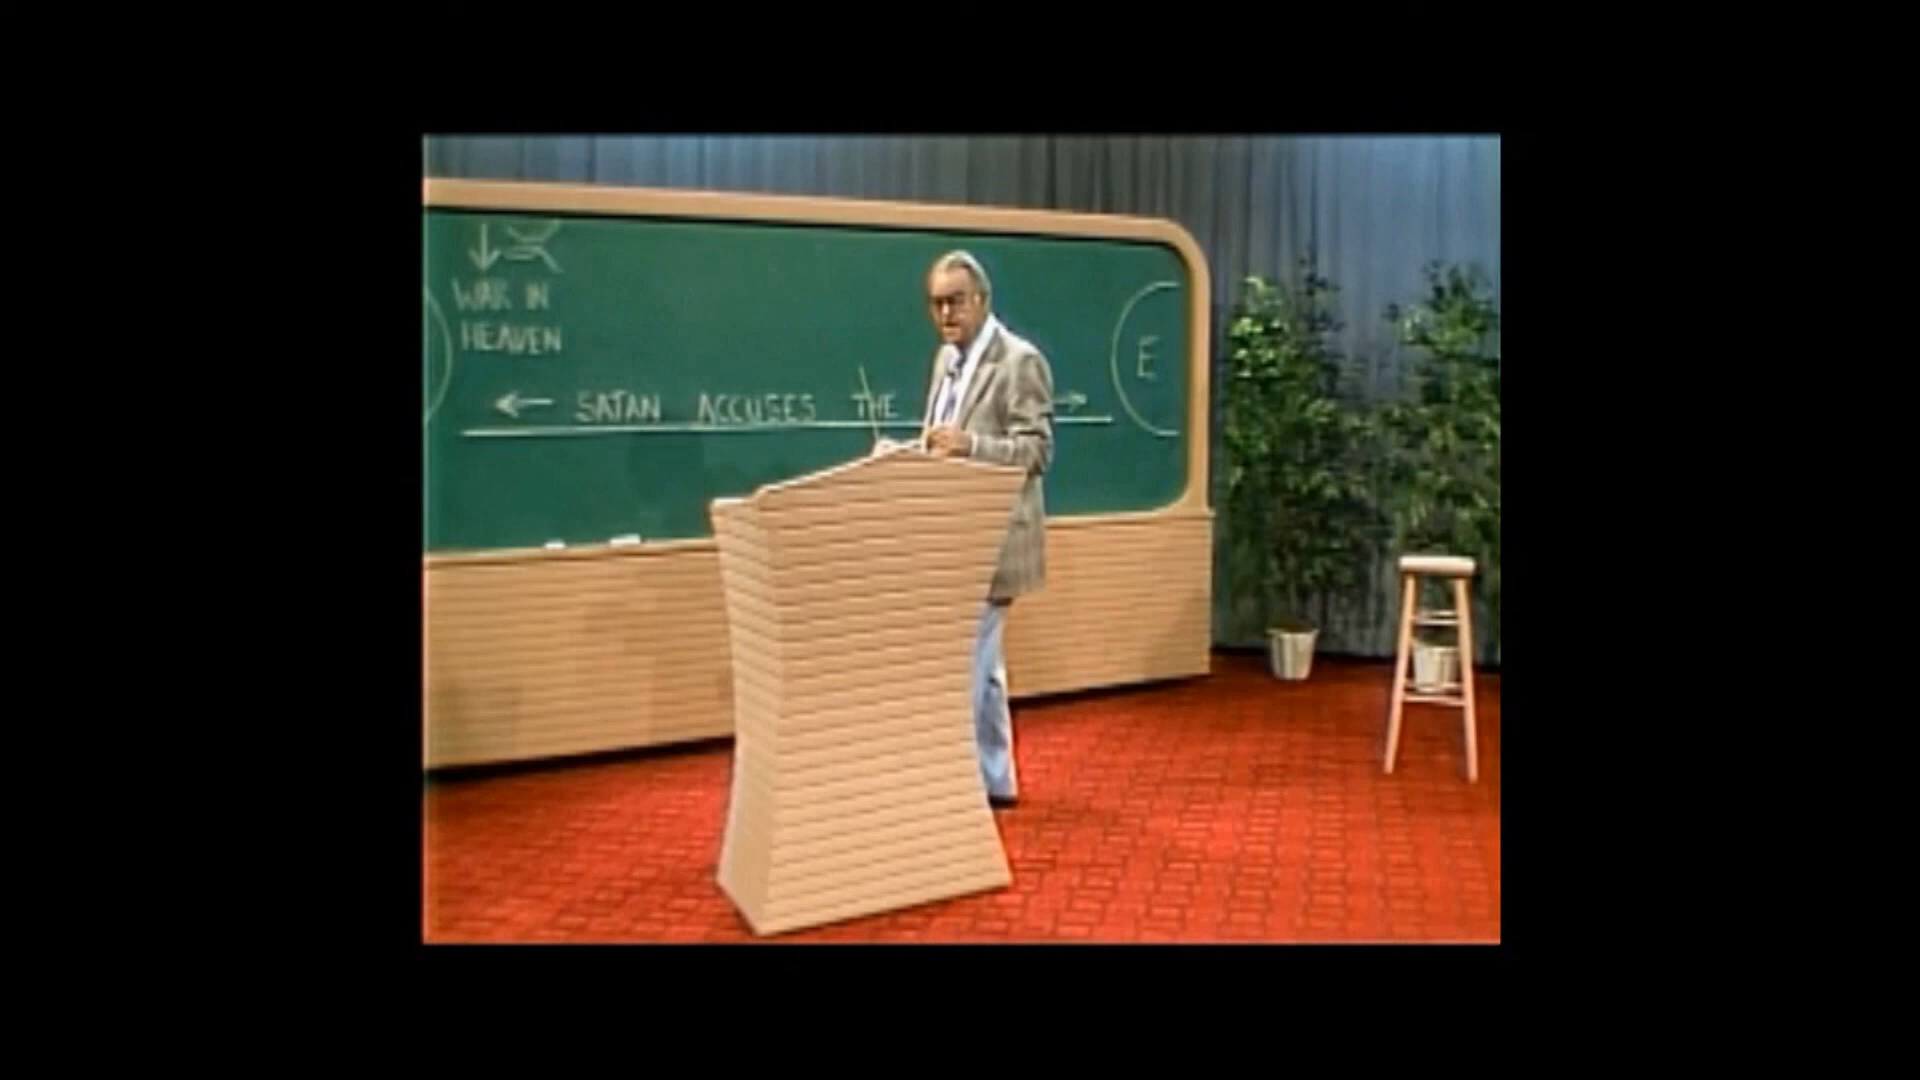 WAR IN
HEAVEN
SATAN ACCUSES THE
E